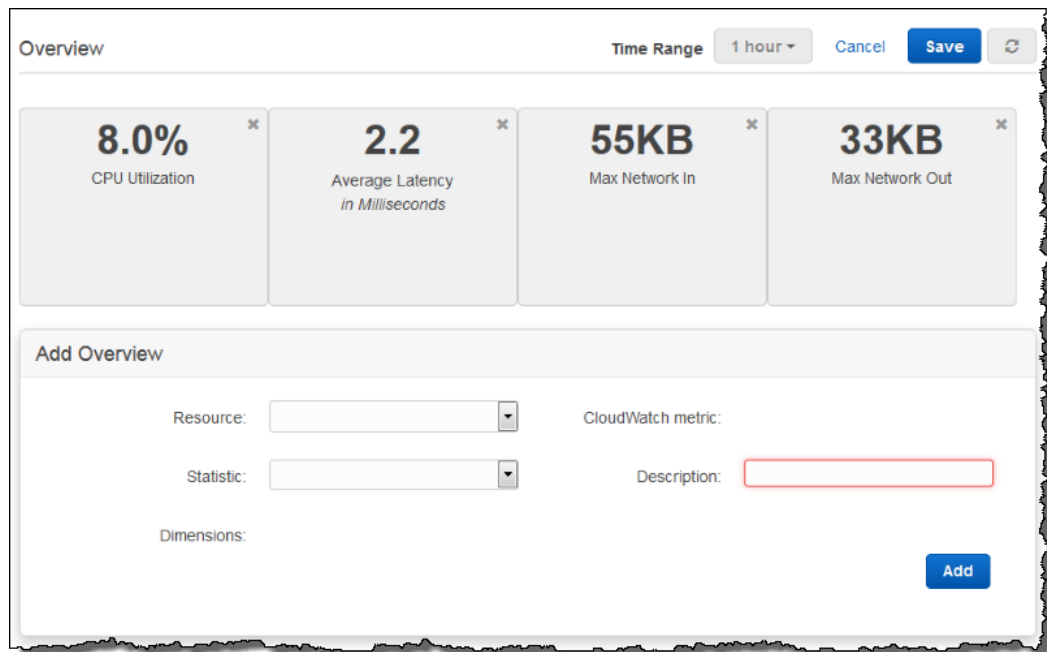 Overview
Time Range 1 hour Cancel Save
8.0% 2.2 55KB 33KB
CPU Utilization Average Latency Max Network In Max Network Out
in Milliseconds
Add Overview
Resource: CloudWatch metric:
Statistic: Description:
Dimensions:
Add